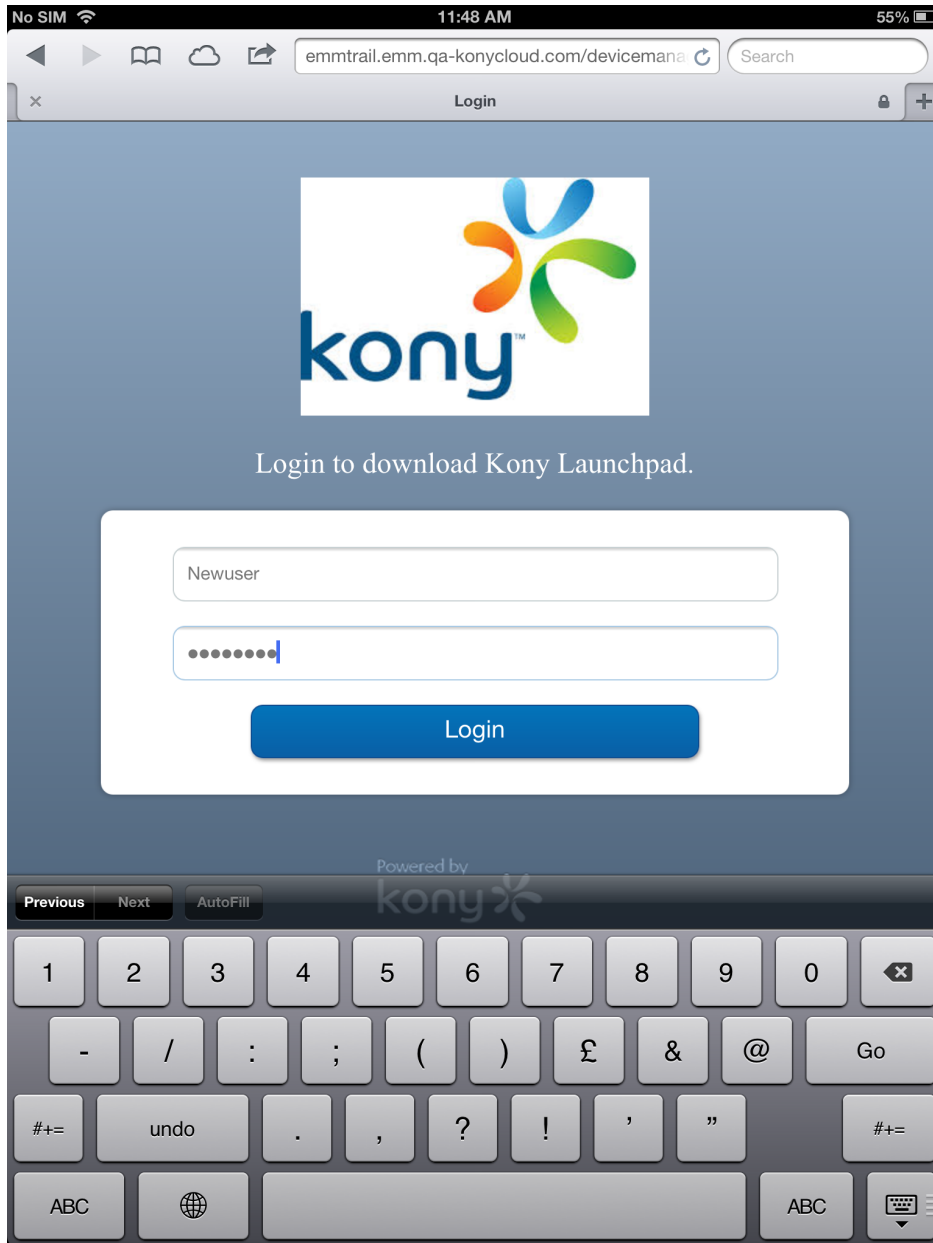 No SIM 11:48 AM 55%
emmtrail.emm.qa-konycloud.com/devicemana Search
Login
kony™
Login to download Kony Launchpad.
Newuser
••••••••
Login
Powered by
kony
Previous Next AutoFill
1 2 3 4 5 6 7 8 9 0
- / : ; ( ) £ & @ Go
#+= undo . , ? ! ’ ” #+=
ABC ABC